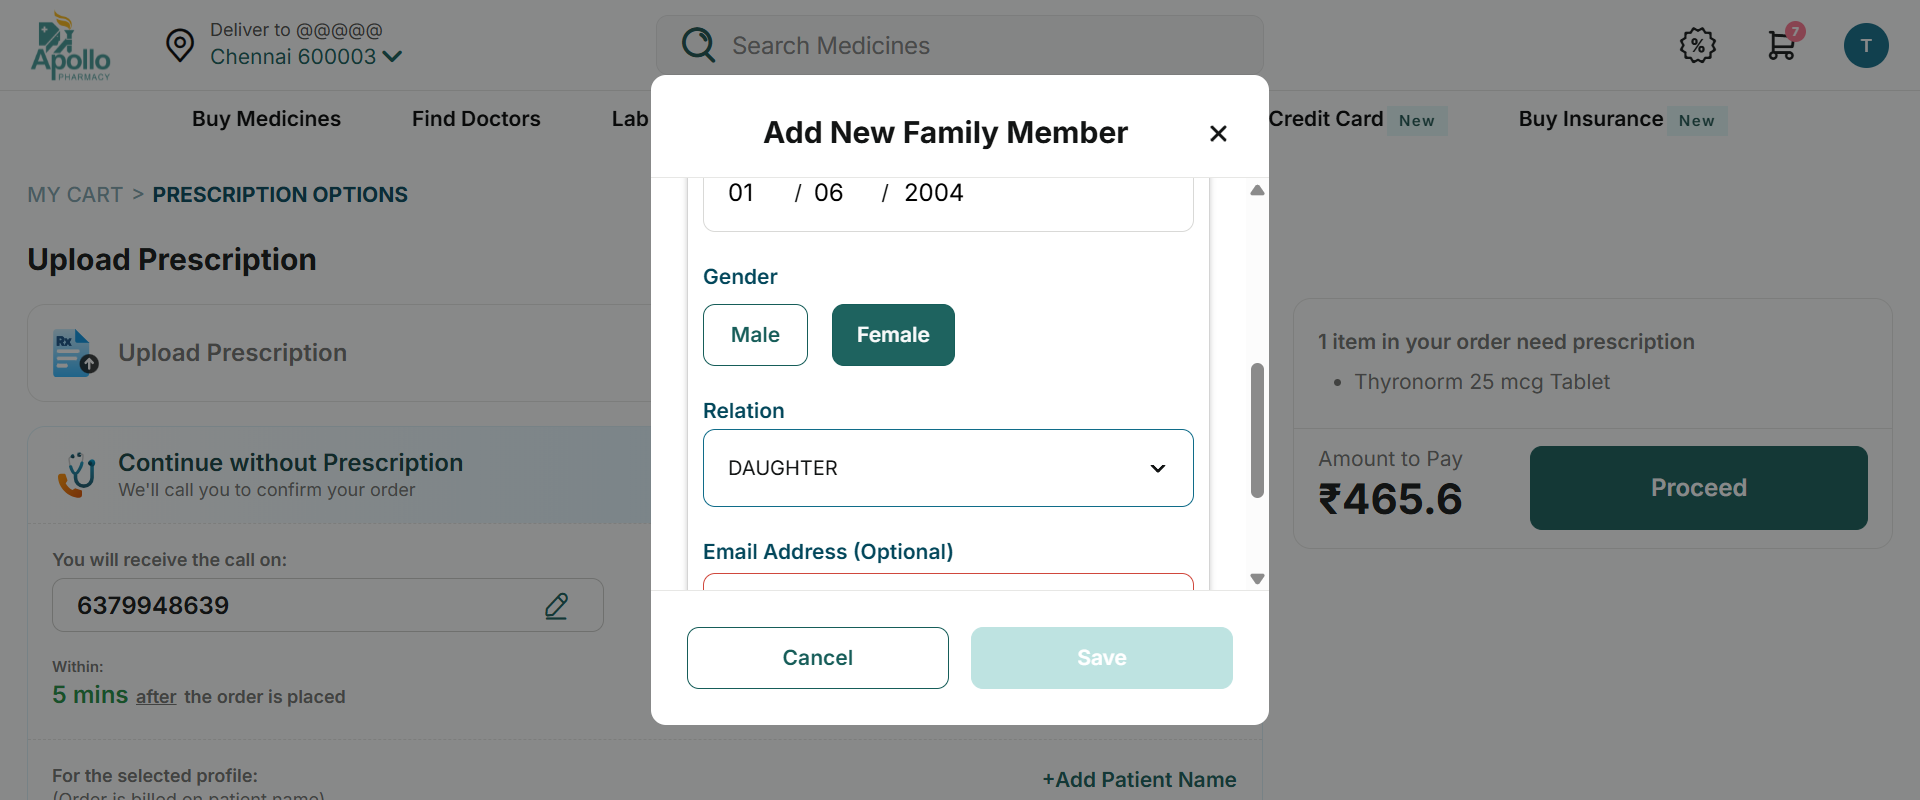 Apollo
PHARMACY
Deliver to @@@@@
Chennai 600003
Search Medicines
%
7
T
Buy Medicines
Find Doctors
Lab
Credit Card New
Buy Insurance New
MY CART > PRESCRIPTION OPTIONS
Upload Prescription
Rx
Upload Prescription
Continue without Prescription
We'll call you to confirm your order
You will receive the call on:
6379948639
Within:
5 mins after the order is placed
For the selected profile:
(Order is billed on patient name)
+Add Patient Name
Add New Family Member
01 / 06 / 2004
Gender
Male
Female
Relation
DAUGHTER
Email Address (Optional)
Cancel
Save
1 item in your order need prescription
• Thyronorm 25 mcg Tablet
Amount to Pay
₹465.6
Proceed